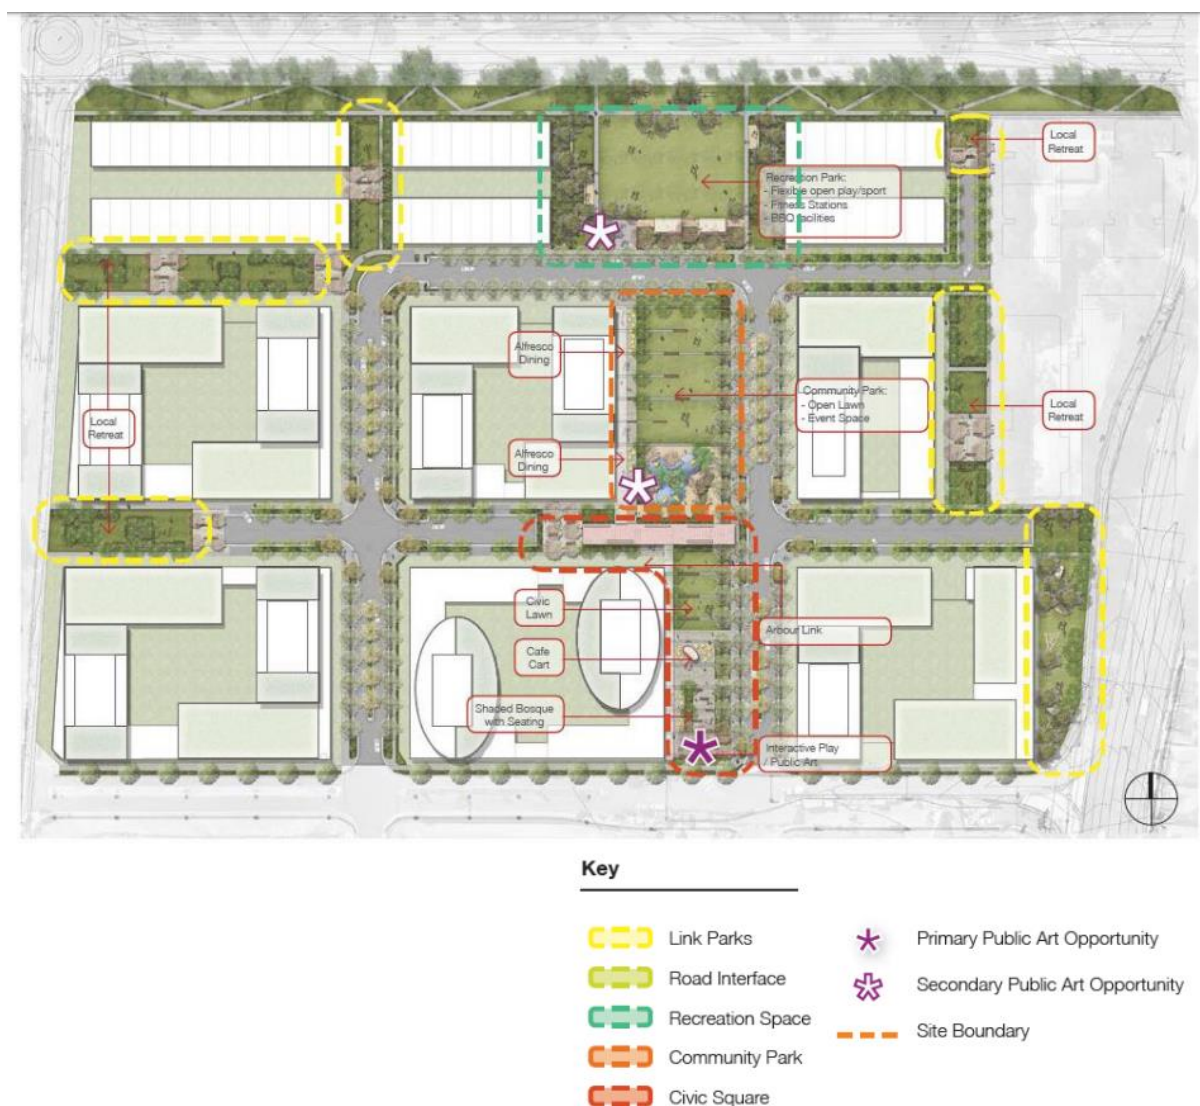 Local
Retreat
Recreation Park:
- Flexible open play/sport
- Fitness Stations
- BBQ facilities
Alfresco
Dining
Community Park:
- Open Lawn
- Event Space
Local
Retreat
Local
Retreat
Alfresco
Dining
Civic
Lawn
Arbour Link
Cafe
Cart
Shaded Bosque
with Seating
Interactive Play
/ Public Art
Key
Link Parks
Road Interface
Recreation Space
Community Park
Civic Square
Primary Public Art Opportunity
Secondary Public Art Opportunity
Site Boundary